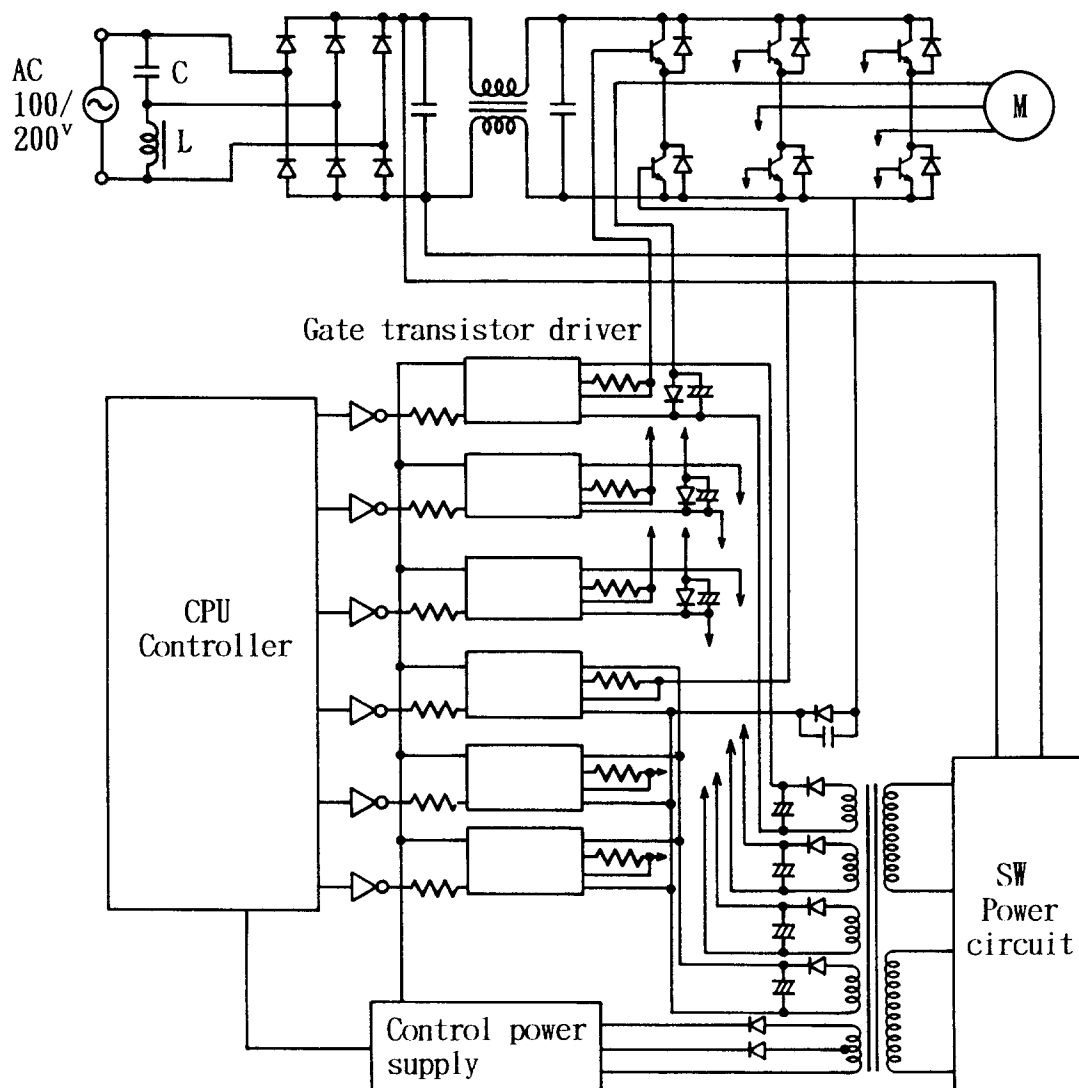 AC
100/
200v
C
L
M
Gate transistor driver
CPU
Controller
SW
Power
circuit
Control power
supply